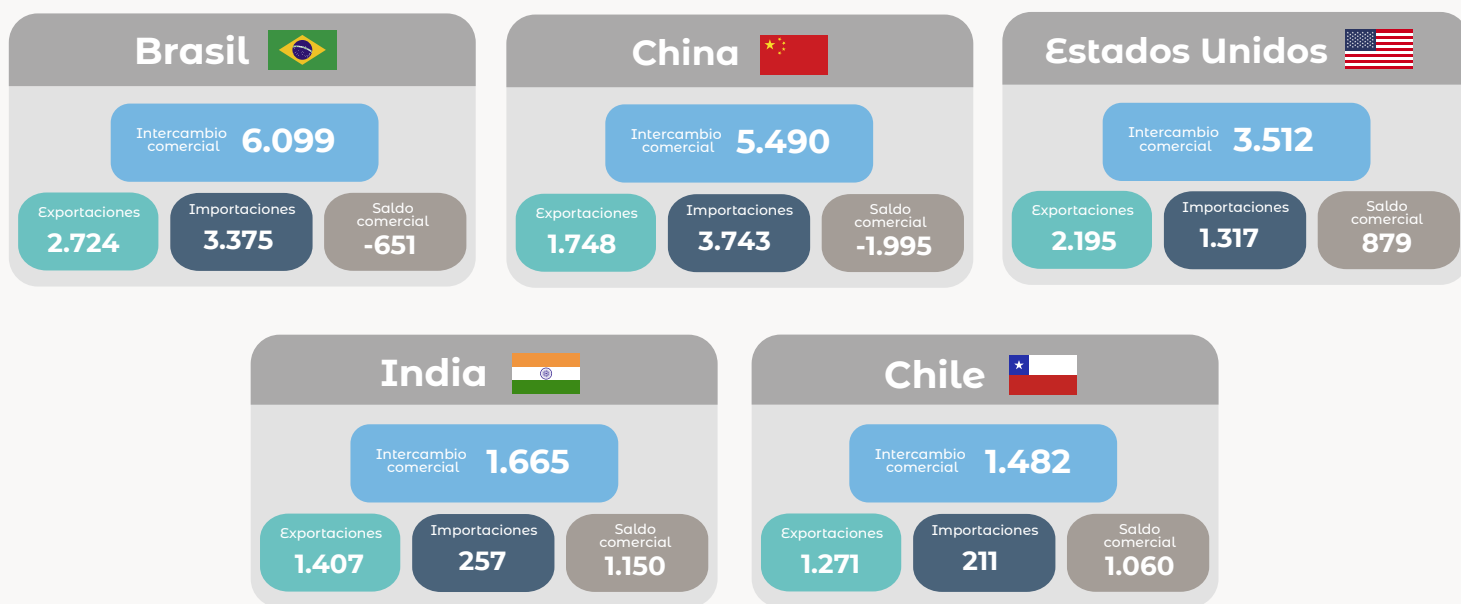 Brasil
Intercambio
comercial
6.099
Exportaciones
2.724
Importaciones
3.375
Saldo
comercial
-651
China
Intercambio
comercial
5.490
Exportaciones
1.748
Importaciones
3.743
Saldo
comercial
-1.995
Estados Unidos
Intercambio
comercial
3.512
Exportaciones
2.195
Importaciones
1.317
Saldo
comercial
879
India
Intercambio
comercial
1.665
Exportaciones
1.407
Importaciones
257
Saldo
comercial
1.150
Chile
Intercambio
comercial
1.482
Exportaciones
1.271
Importaciones
211
Saldo
comercial
1.060